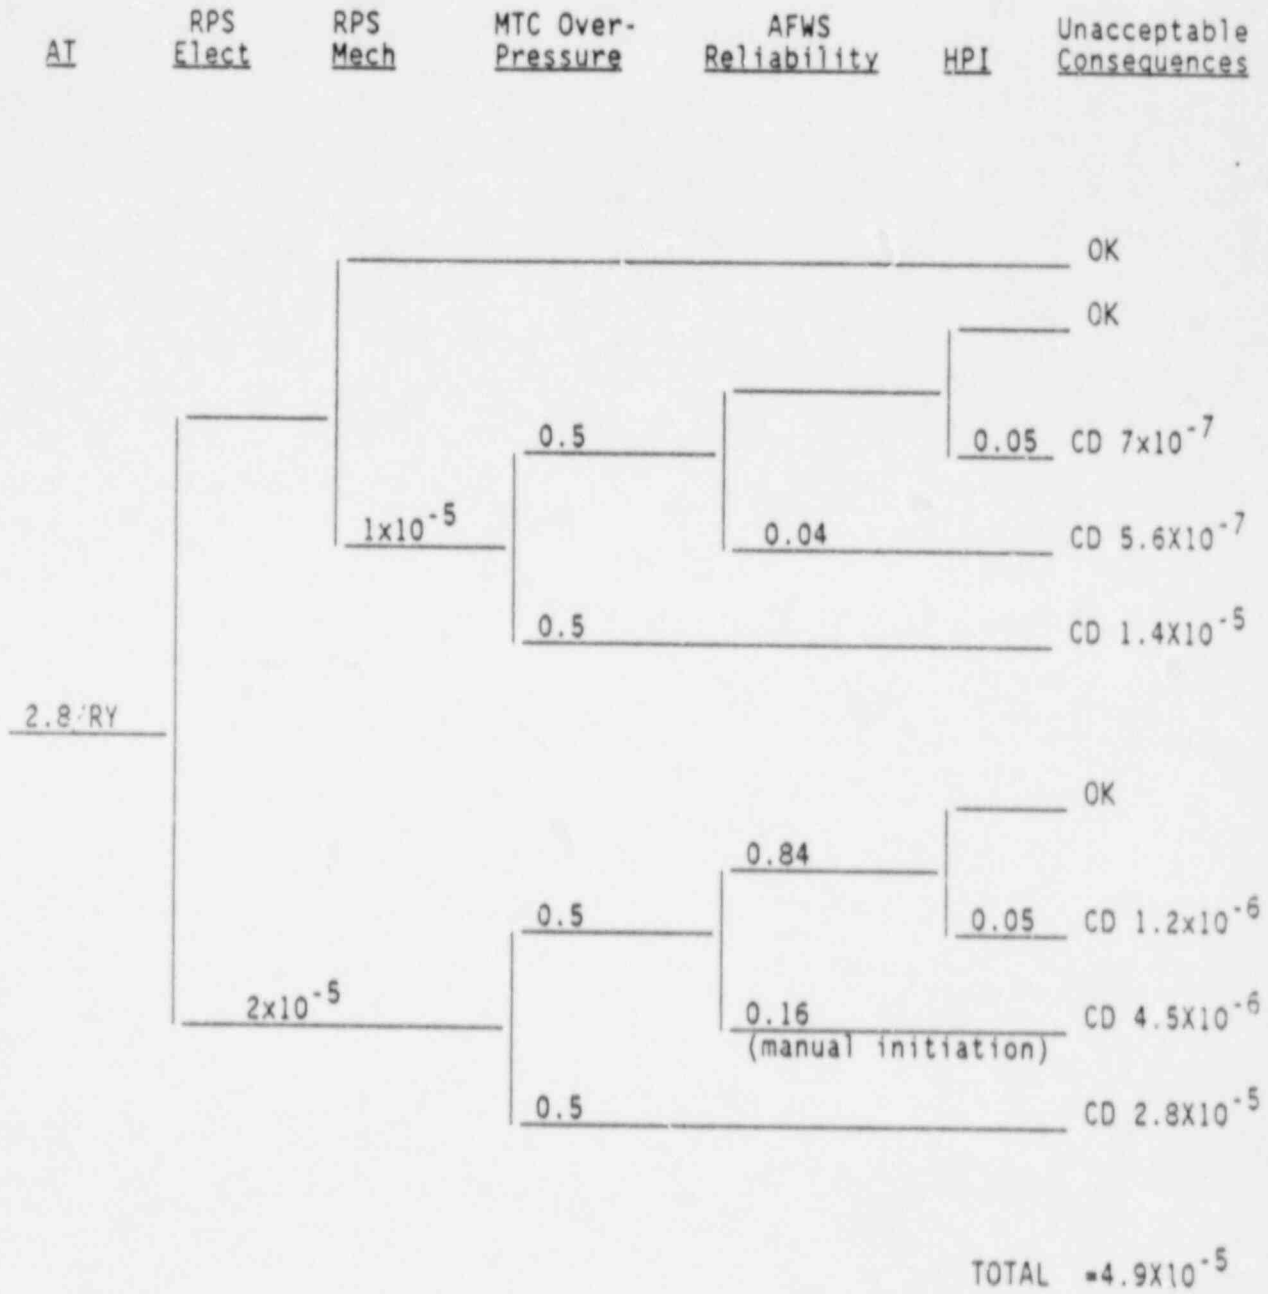 AT RPS Elect RPS Mech MTC Over-Pressure AFWS Reliability HPI Unacceptable Consequences
OK
OK
0.5
0.05 CD 7x10^-7
1x10^-5
0.04 CD 5.6X10^-7
0.5 CD 1.4X10^-5
2.8/RY
OK
0.84
0.5
0.05 CD 1.2x10^-6
2x10^-5
0.16 CD 4.5X10^-6
(manual initiation)
0.5 CD 2.8X10^-5
TOTAL =4.9X10^-5